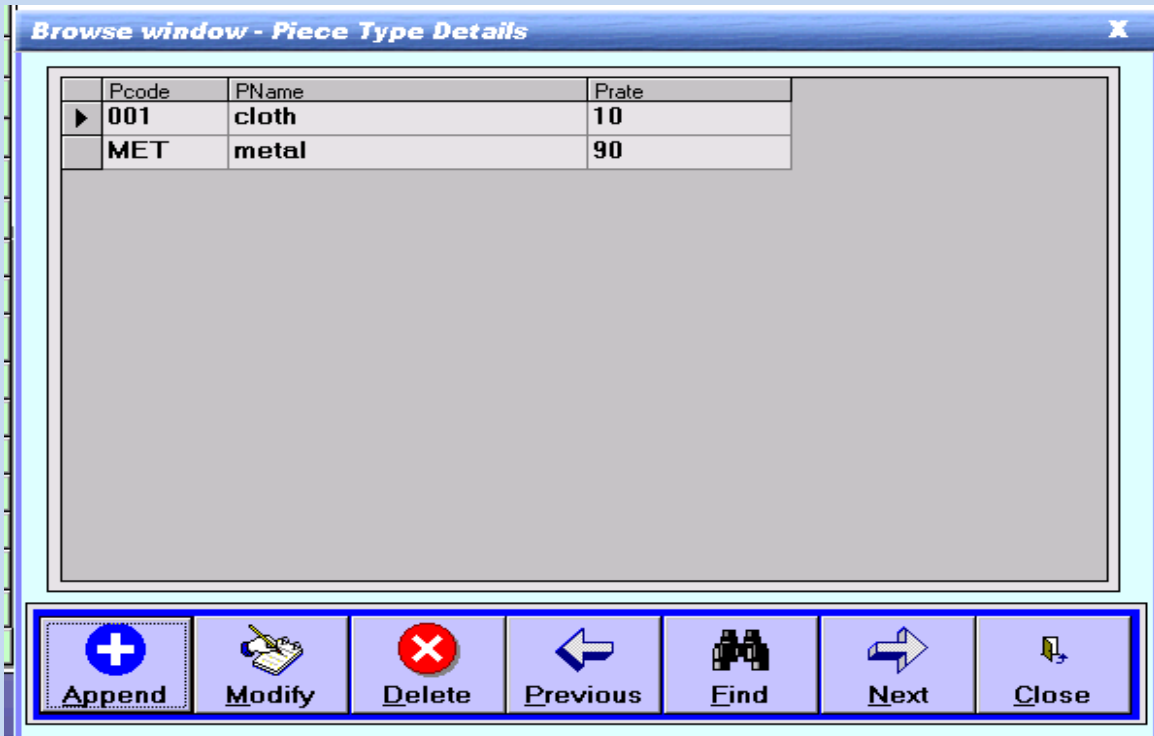 Browse window - Piece Type Details X
Pcode PName Prate
001 cloth 10
MET metal 90
Append Modify Delete Previous Find Next Close